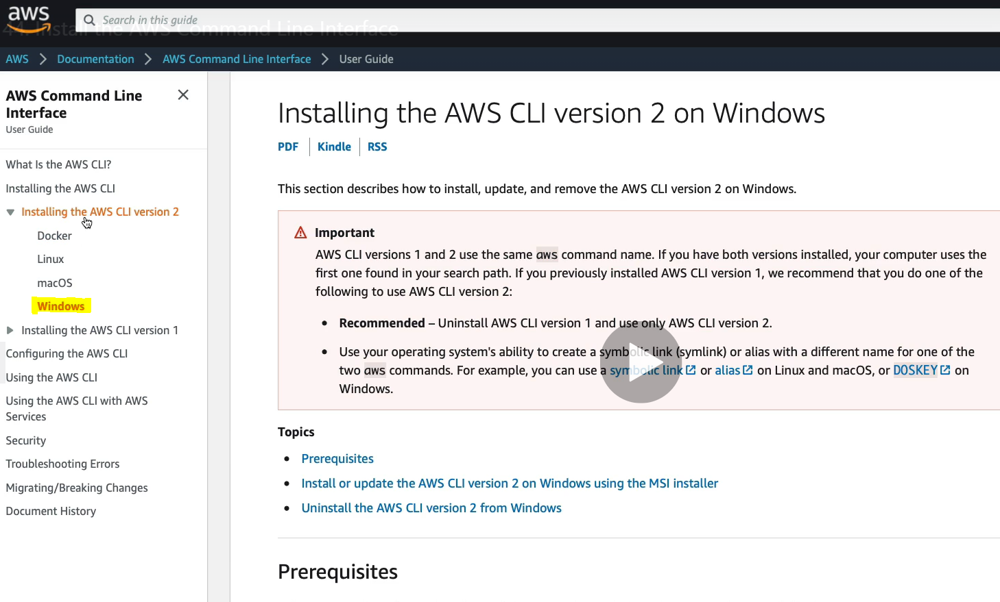 aws
Search in this guide
44. Install the AWS Command Line Interface
AWS > Documentation > AWS Command Line Interface > User Guide
AWS Command Line
Interface
User Guide
What Is the AWS CLI?
Installing the AWS CLI
Installing the AWS CLI version 2
Docker
Linux
macOS
Windows
Installing the AWS CLI version 1
Configuring the AWS CLI
Using the AWS CLI
Using the AWS CLI with AWS
Services
Security
Troubleshooting Errors
Migrating/Breaking Changes
Document History
Installing the AWS CLI version 2 on Windows
PDF | Kindle | RSS
This section describes how to install, update, and remove the AWS CLI version 2 on Windows.
Important
AWS CLI versions 1 and 2 use the same aws command name. If you have both versions installed, your computer uses the
first one found in your search path. If you previously installed AWS CLI version 1, we recommend that you do one of the
following to use AWS CLI version 2:
• Recommended – Uninstall AWS CLI version 1 and use only AWS CLI version 2.
• Use your operating system's ability to create a symbolic link (symlink) or alias with a different name for one of the
two aws commands. For example, you can use a symbolic link or alias on Linux and macOS, or DOSKEY on
Windows.
Topics
• Prerequisites
• Install or update the AWS CLI version 2 on Windows using the MSI installer
• Uninstall the AWS CLI version 2 from Windows
Prerequisites